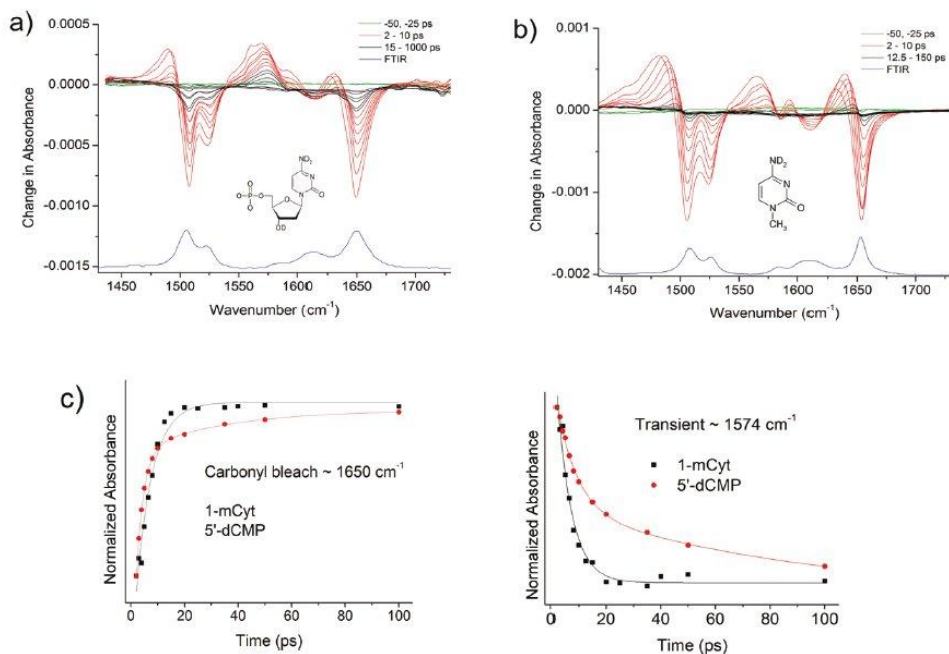 a)
0.0005
0.0000
-0.0005
-0.0010
-0.0015
Change in Absorbance
-50, -25 ps
2 - 10 ps
15 - 1000 ps
FTIR
ND2
N
N
O
O
O
P
O
O
O
OD
1450 1500 1550 1600 1650 1700
Wavenumber (cm-1)
b)
0.001
0.000
-0.001
-0.002
Change in Absorbance
-50, -25 ps
2 - 10 ps
12.5 - 150 ps
FTIR
ND2
N
N
O
CH3
1450 1500 1550 1600 1650 1700
Wavenumber (cm-1)
c)
Normalized Absorbance
Carbonyl bleach ~ 1650 cm-1
1-mCyt
5'-dCMP
0 20 40 60 80 100
Time (ps)
Normalized Absorbance
Transient ~ 1574 cm-1
1-mCyt
5'-dCMP
0 20 40 60 80 100
Time (ps)